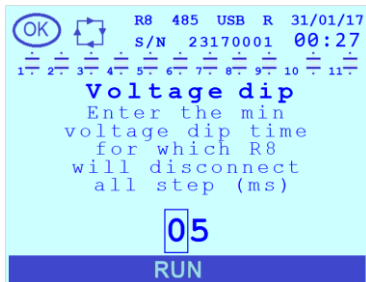 OK R8 485 USB R 31/01/17
S/N 23170001 00:27
1. 2. 3. 4. 5. 6. 7. 8. 9. 10. 11.
Voltage dip
Enter the min
voltage dip time
for which R8
will disconnect
all step (ms)
05
RUN